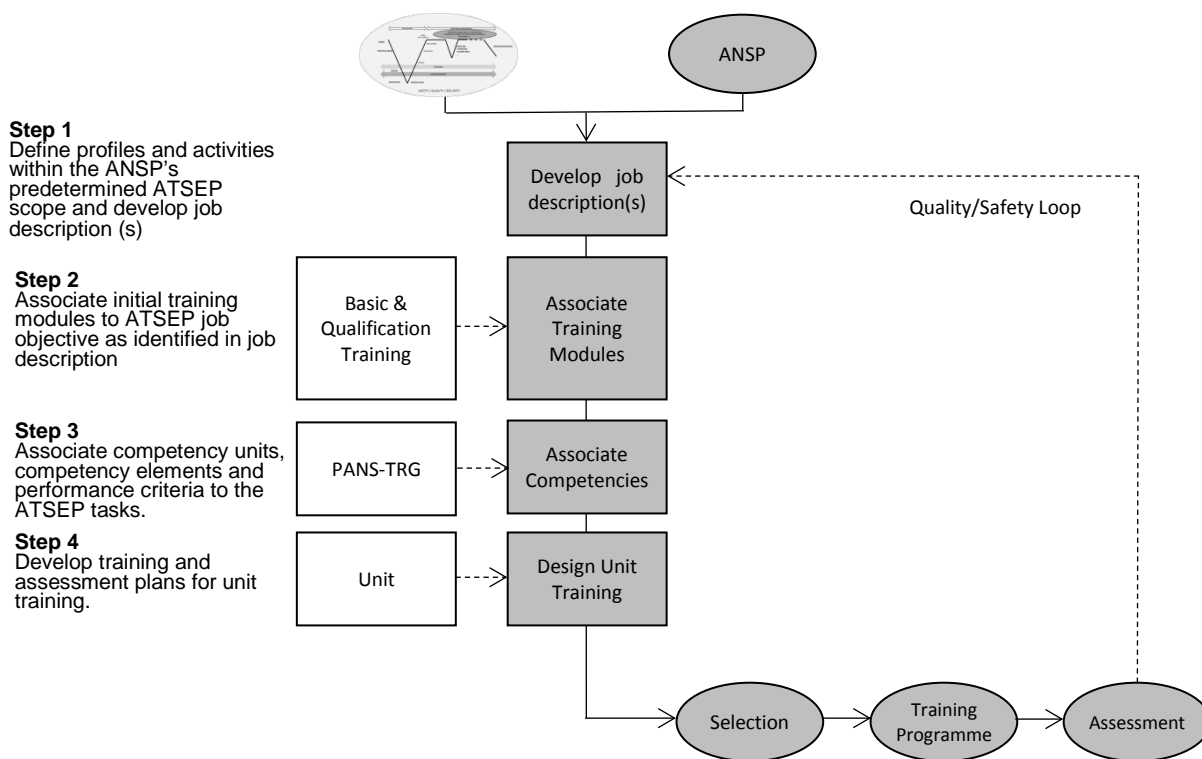 ANSP
Step 1
Define profiles and activities
within the ANSP's
predetermined ATSEP
scope and develop job
description (s)
Develop job
description(s)
Quality/Safety Loop
Step 2
Associate initial training
modules to ATSEP job
objective as identified in job
description
Basic &
Qualification
Training
Associate
Training
Modules
Step 3
Associate competency units,
competency elements and
performance criteria to the
ATSEP tasks.
PANS-TRG
Associate
Competencies
Step 4
Develop training and
assessment plans for unit
training.
Unit
Design Unit
Training
Selection
Training
Programme
Assessment